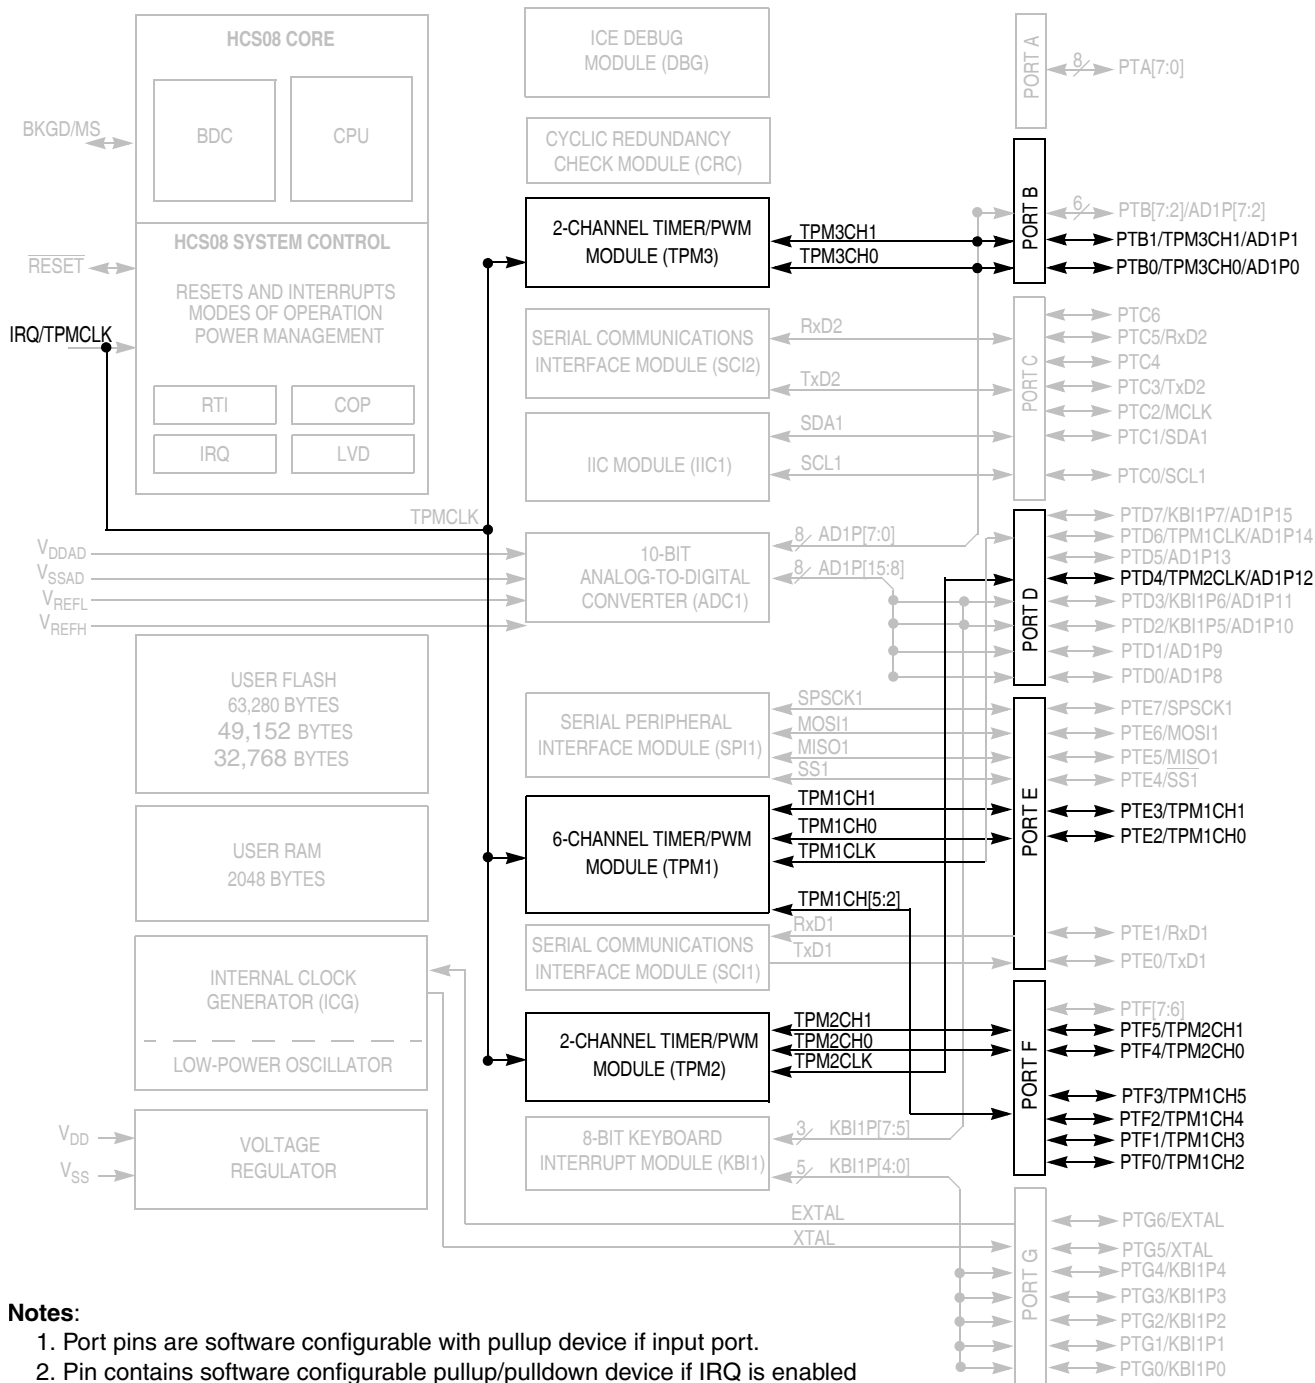 HCS08 CORE
BDC
CPU
BKGD/MS
HCS08 SYSTEM CONTROL
RESET
RESETS AND INTERRUPTS
MODES OF OPERATION
POWER MANAGEMENT
IRQ/TPMCLK
RTI
COP
IRQ
LVD
TPMCLK
VDDAD
VSSAD
VREFL
VREFH
USER FLASH
63,280 BYTES
49,152 BYTES
32,768 BYTES
USER RAM
2048 BYTES
INTERNAL CLOCK
GENERATOR (ICG)
LOW-POWER OSCILLATOR
VDD
VSS
VOLTAGE
REGULATOR
ICE DEBUG
MODULE (DBG)
CYCLIC REDUNDANCY
CHECK MODULE (CRC)
2-CHANNEL TIMER/PWM
MODULE (TPM3)
TPM3CH1
TPM3CH0
SERIAL COMMUNICATIONS
INTERFACE MODULE (SCI2)
RxD2
TxD2
IIC MODULE (IIC1)
SDA1
SCL1
10-BIT
ANALOG-TO-DIGITAL
CONVERTER (ADC1)
8 AD1P[7:0]
8 AD1P[15:8]
SERIAL PERIPHERAL
INTERFACE MODULE (SPI1)
SPSCK1
MOSI1
MISO1
SS1
6-CHANNEL TIMER/PWM
MODULE (TPM1)
TPM1CH1
TPM1CH0
TPM1CLK
TPM1CH[5:2]
SERIAL COMMUNICATIONS
INTERFACE MODULE (SCI1)
RxD1
TxD1
2-CHANNEL TIMER/PWM
MODULE (TPM2)
TPM2CH1
TPM2CH0
TPM2CLK
8-BIT KEYBOARD
INTERRUPT MODULE (KBI1)
3 KBI1P[7:5]
5 KBI1P[4:0]
EXTAL
XTAL
PORT A
8 PTA[7:0]
PORT B
6 PTB[7:2]/AD1P[7:2]
PTB1/TPM3CH1/AD1P1
PTB0/TPM3CH0/AD1P0
PORT C
PTC6
PTC5/RxD2
PTC4
PTC3/TxD2
PTC2/MCLK
PTC1/SDA1
PTC0/SCL1
PORT D
PTD7/KBI1P7/AD1P15
PTD6/TPM1CLK/AD1P14
PTD5/AD1P13
PTD4/TPM2CLK/AD1P12
PTD3/KBI1P6/AD1P11
PTD2/KBI1P5/AD1P10
PTD1/AD1P9
PTD0/AD1P8
PORT E
PTE7/SPSCK1
PTE6/MOSI1
PTE5/MISO1
PTE4/SS1
PTE3/TPM1CH1
PTE2/TPM1CH0
PTE1/RxD1
PTE0/TxD1
PORT F
PTF[7:6]
PTF5/TPM2CH1
PTF4/TPM2CH0
PTF3/TPM1CH5
PTF2/TPM1CH4
PTF1/TPM1CH3
PTF0/TPM1CH2
PORT G
PTG6/EXTAL
PTG5/XTAL
PTG4/KBI1P4
PTG3/KBI1P3
PTG2/KBI1P2
PTG1/KBI1P1
PTG0/KBI1P0
Notes:
1. Port pins are software configurable with pullup device if input port.
2. Pin contains software configurable pullup/pulldown device if IRQ is enabled